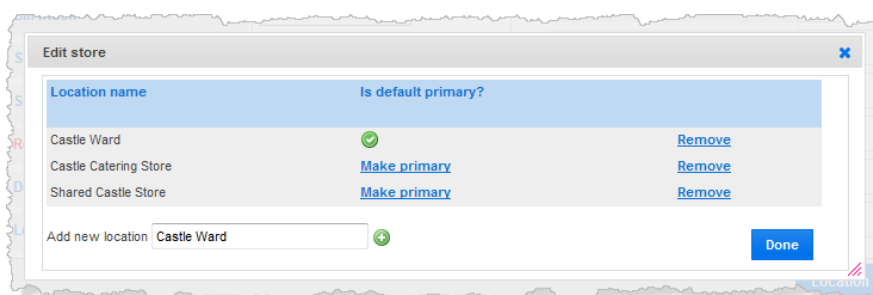 Edit store
Location name Is default primary?
Castle Ward Remove
Castle Catering Store Make primary Remove
Shared Castle Store Make primary Remove
Add new location Castle Ward
Done
Location